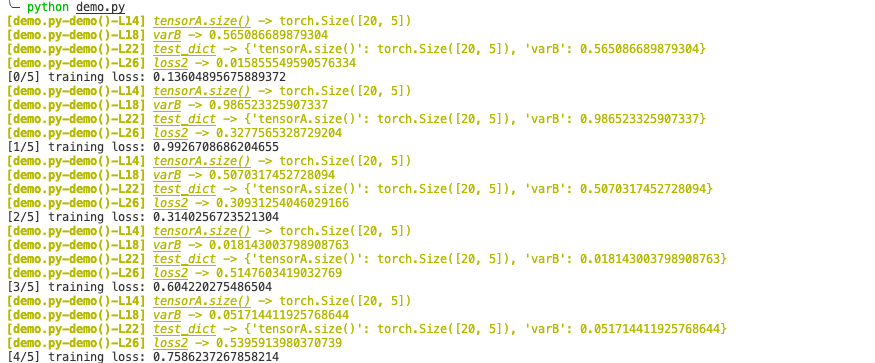 ╰─ python demo.py
[demo.py-demo()-L14] tensorA.size() -> torch.Size([20, 5])
[demo.py-demo()-L18] varB -> 0.565086689879304
[demo.py-demo()-L22] test_dict -> {'tensorA.size()': torch.Size([20, 5]), 'varB': 0.565086689879304}
[demo.py-demo()-L26] loss2 -> 0.015855549590576334
[0/5] training loss: 0.13604895675889372
[demo.py-demo()-L14] tensorA.size() -> torch.Size([20, 5])
[demo.py-demo()-L18] varB -> 0.986523325907337
[demo.py-demo()-L22] test_dict -> {'tensorA.size()': torch.Size([20, 5]), 'varB': 0.986523325907337}
[demo.py-demo()-L26] loss2 -> 0.3277565328729204
[1/5] training loss: 0.9926708686204655
[demo.py-demo()-L14] tensorA.size() -> torch.Size([20, 5])
[demo.py-demo()-L18] varB -> 0.5070317452728094
[demo.py-demo()-L22] test_dict -> {'tensorA.size()': torch.Size([20, 5]), 'varB': 0.5070317452728094}
[demo.py-demo()-L26] loss2 -> 0.30931254046029166
[2/5] training loss: 0.3140256723521304
[demo.py-demo()-L14] tensorA.size() -> torch.Size([20, 5])
[demo.py-demo()-L18] varB -> 0.018143003798908763
[demo.py-demo()-L22] test_dict -> {'tensorA.size()': torch.Size([20, 5]), 'varB': 0.018143003798908763}
[demo.py-demo()-L26] loss2 -> 0.5147603419032769
[3/5] training loss: 0.604220275486504
[demo.py-demo()-L14] tensorA.size() -> torch.Size([20, 5])
[demo.py-demo()-L18] varB -> 0.051714411925768644
[demo.py-demo()-L22] test_dict -> {'tensorA.size()': torch.Size([20, 5]), 'varB': 0.051714411925768644}
[demo.py-demo()-L26] loss2 -> 0.5395913980370739
[4/5] training loss: 0.7586237267858214